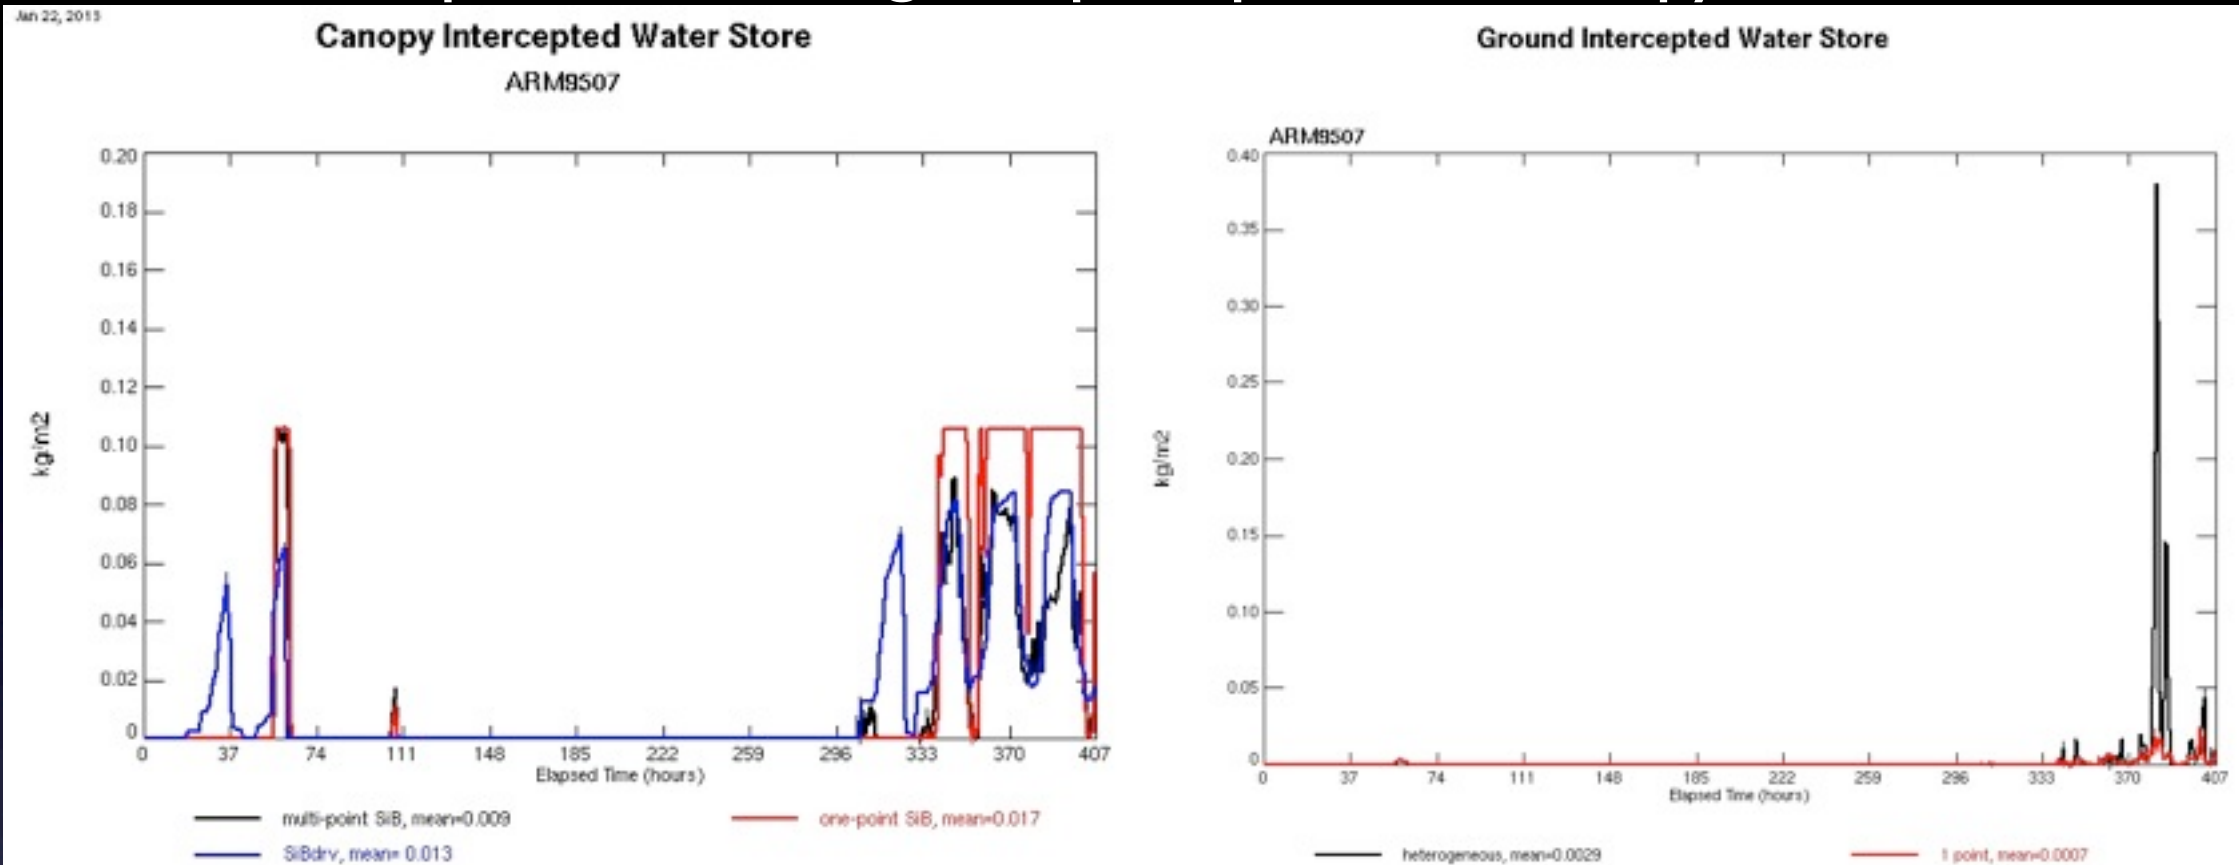 Jan 22, 2015
Canopy Intercepted Water Store
ARM9507
kg/m2
0.20
0.18
0.16
0.14
0.12
0.10
0.08
0.06
0.04
0.02
0
0 37 74 111 148 185 222 259 296 333 370 407
Elapsed Time (hours)
multi-point SiB, mean=0.009
one-point SiB, mean=0.017
SiBdrv, mean= 0.013
Ground Intercepted Water Store
ARM9507
kg/m2
0.40
0.35
0.30
0.25
0.20
0.15
0.10
0.05
0
0 37 74 111 148 185 222 259 296 333 370 407
Elapsed Time (hours)
heterogeneous, mean=0.0029
1 point, mean=0.0007